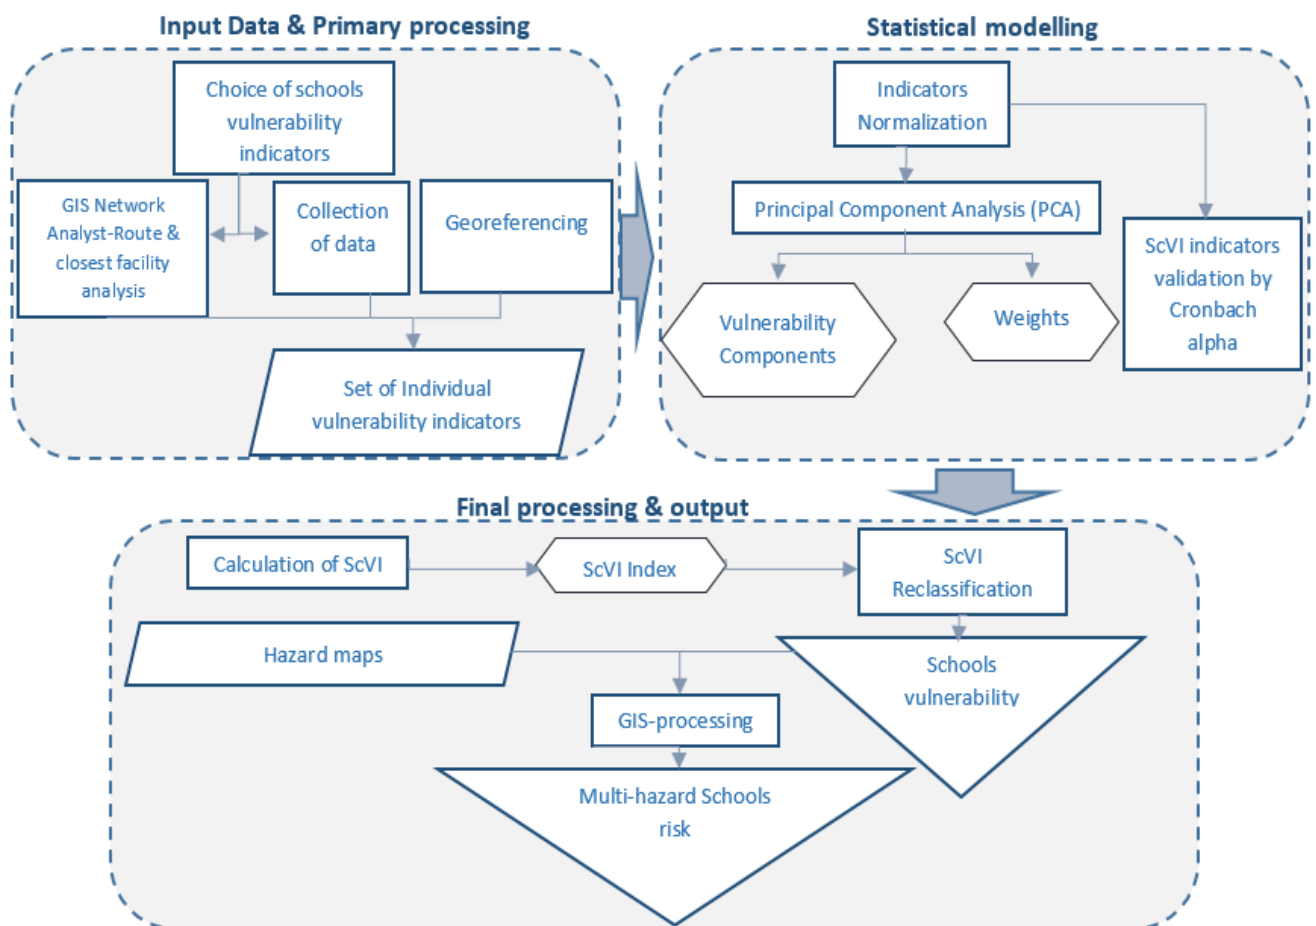 Input Data & Primary processing
Choice of schools
vulnerability
indicators
GIS Network
Analyst-Route &
closest facility
analysis
Collection
of data
Georeferencing
Set of Individual
vulnerability indicators
Statistical modelling
Indicators
Normalization
Principal Component Analysis (PCA)
Vulnerability
Components
Weights
ScVI indicators
validation by
Cronbach
alpha
Final processing & output
Calculation of ScVI
ScVI Index
ScVI
Reclassification
Hazard maps
Schools
vulnerability
GIS-processing
Multi-hazard Schools
risk